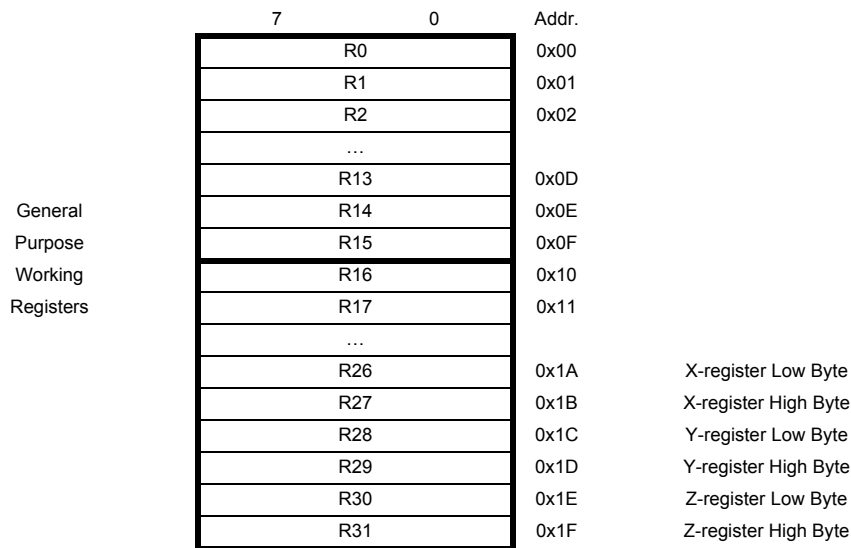 7 0 Addr.
R0 0x00
R1 0x01
R2 0x02
…
R13 0x0D
General R14 0x0E
Purpose R15 0x0F
Working R16 0x10
Registers R17 0x11
…
R26 0x1A X-register Low Byte
R27 0x1B X-register High Byte
R28 0x1C Y-register Low Byte
R29 0x1D Y-register High Byte
R30 0x1E Z-register Low Byte
R31 0x1F Z-register High Byte